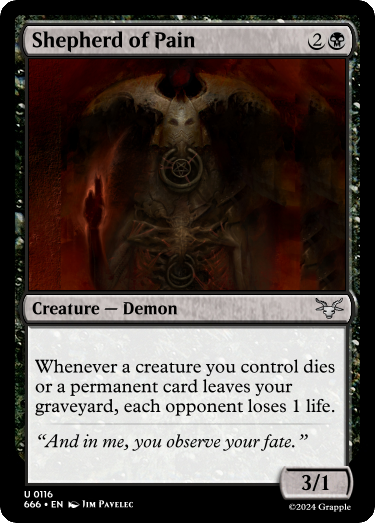 Shepherd of Pain 2
Creature — Demon
Whenever a creature you control dies
or a permanent card leaves your
graveyard, each opponent loses 1 life.
“And in me, you observe your fate.”
3/1
U 0116
666 • EN Jim Pavelec
©2024 Grapple